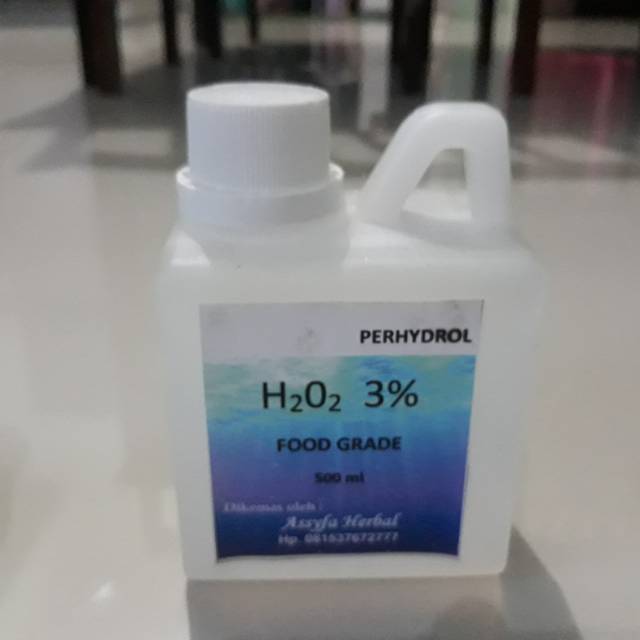 PERHYDROL
H₂O₂ 3%
FOOD GRADE
500 ml
Dikemas oleh :
Assyfa Herbal
Hp. 081537672777